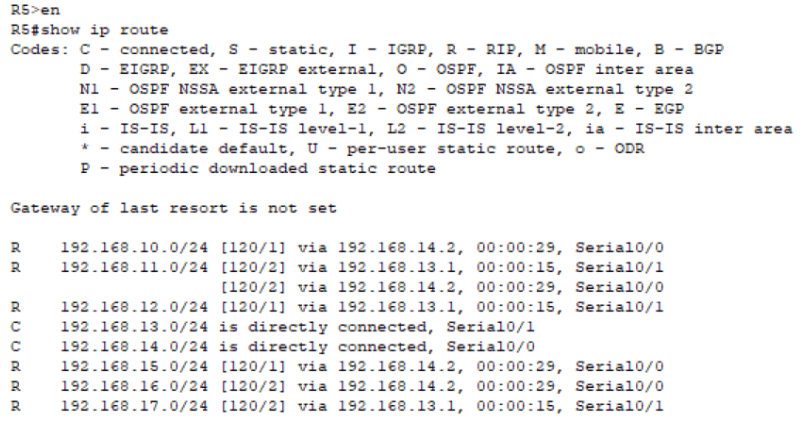 R5>en
R5#show ip route
Codes: C - connected, S - static, I - IGRP, R - RIP, M - mobile, B - BGP
       D - EIGRP, EX - EIGRP external, O - OSPF, IA - OSPF inter area
       N1 - OSPF NSSA external type 1, N2 - OSPF NSSA external type 2
       E1 - OSPF external type 1, E2 - OSPF external type 2, E - EGP
       i - IS-IS, L1 - IS-IS level-1, L2 - IS-IS level-2, ia - IS-IS inter area
       * - candidate default, U - per-user static route, o - ODR
       P - periodic downloaded static route

Gateway of last resort is not set

R    192.168.10.0/24 [120/1] via 192.168.14.2, 00:00:29, Serial0/0
R    192.168.11.0/24 [120/2] via 192.168.13.1, 00:00:15, Serial0/1
                     [120/2] via 192.168.14.2, 00:00:29, Serial0/0
R    192.168.12.0/24 [120/1] via 192.168.13.1, 00:00:15, Serial0/1
C    192.168.13.0/24 is directly connected, Serial0/1
C    192.168.14.0/24 is directly connected, Serial0/0
R    192.168.15.0/24 [120/1] via 192.168.14.2, 00:00:29, Serial0/0
R    192.168.16.0/24 [120/2] via 192.168.14.2, 00:00:29, Serial0/0
R    192.168.17.0/24 [120/2] via 192.168.13.1, 00:00:15, Serial0/1